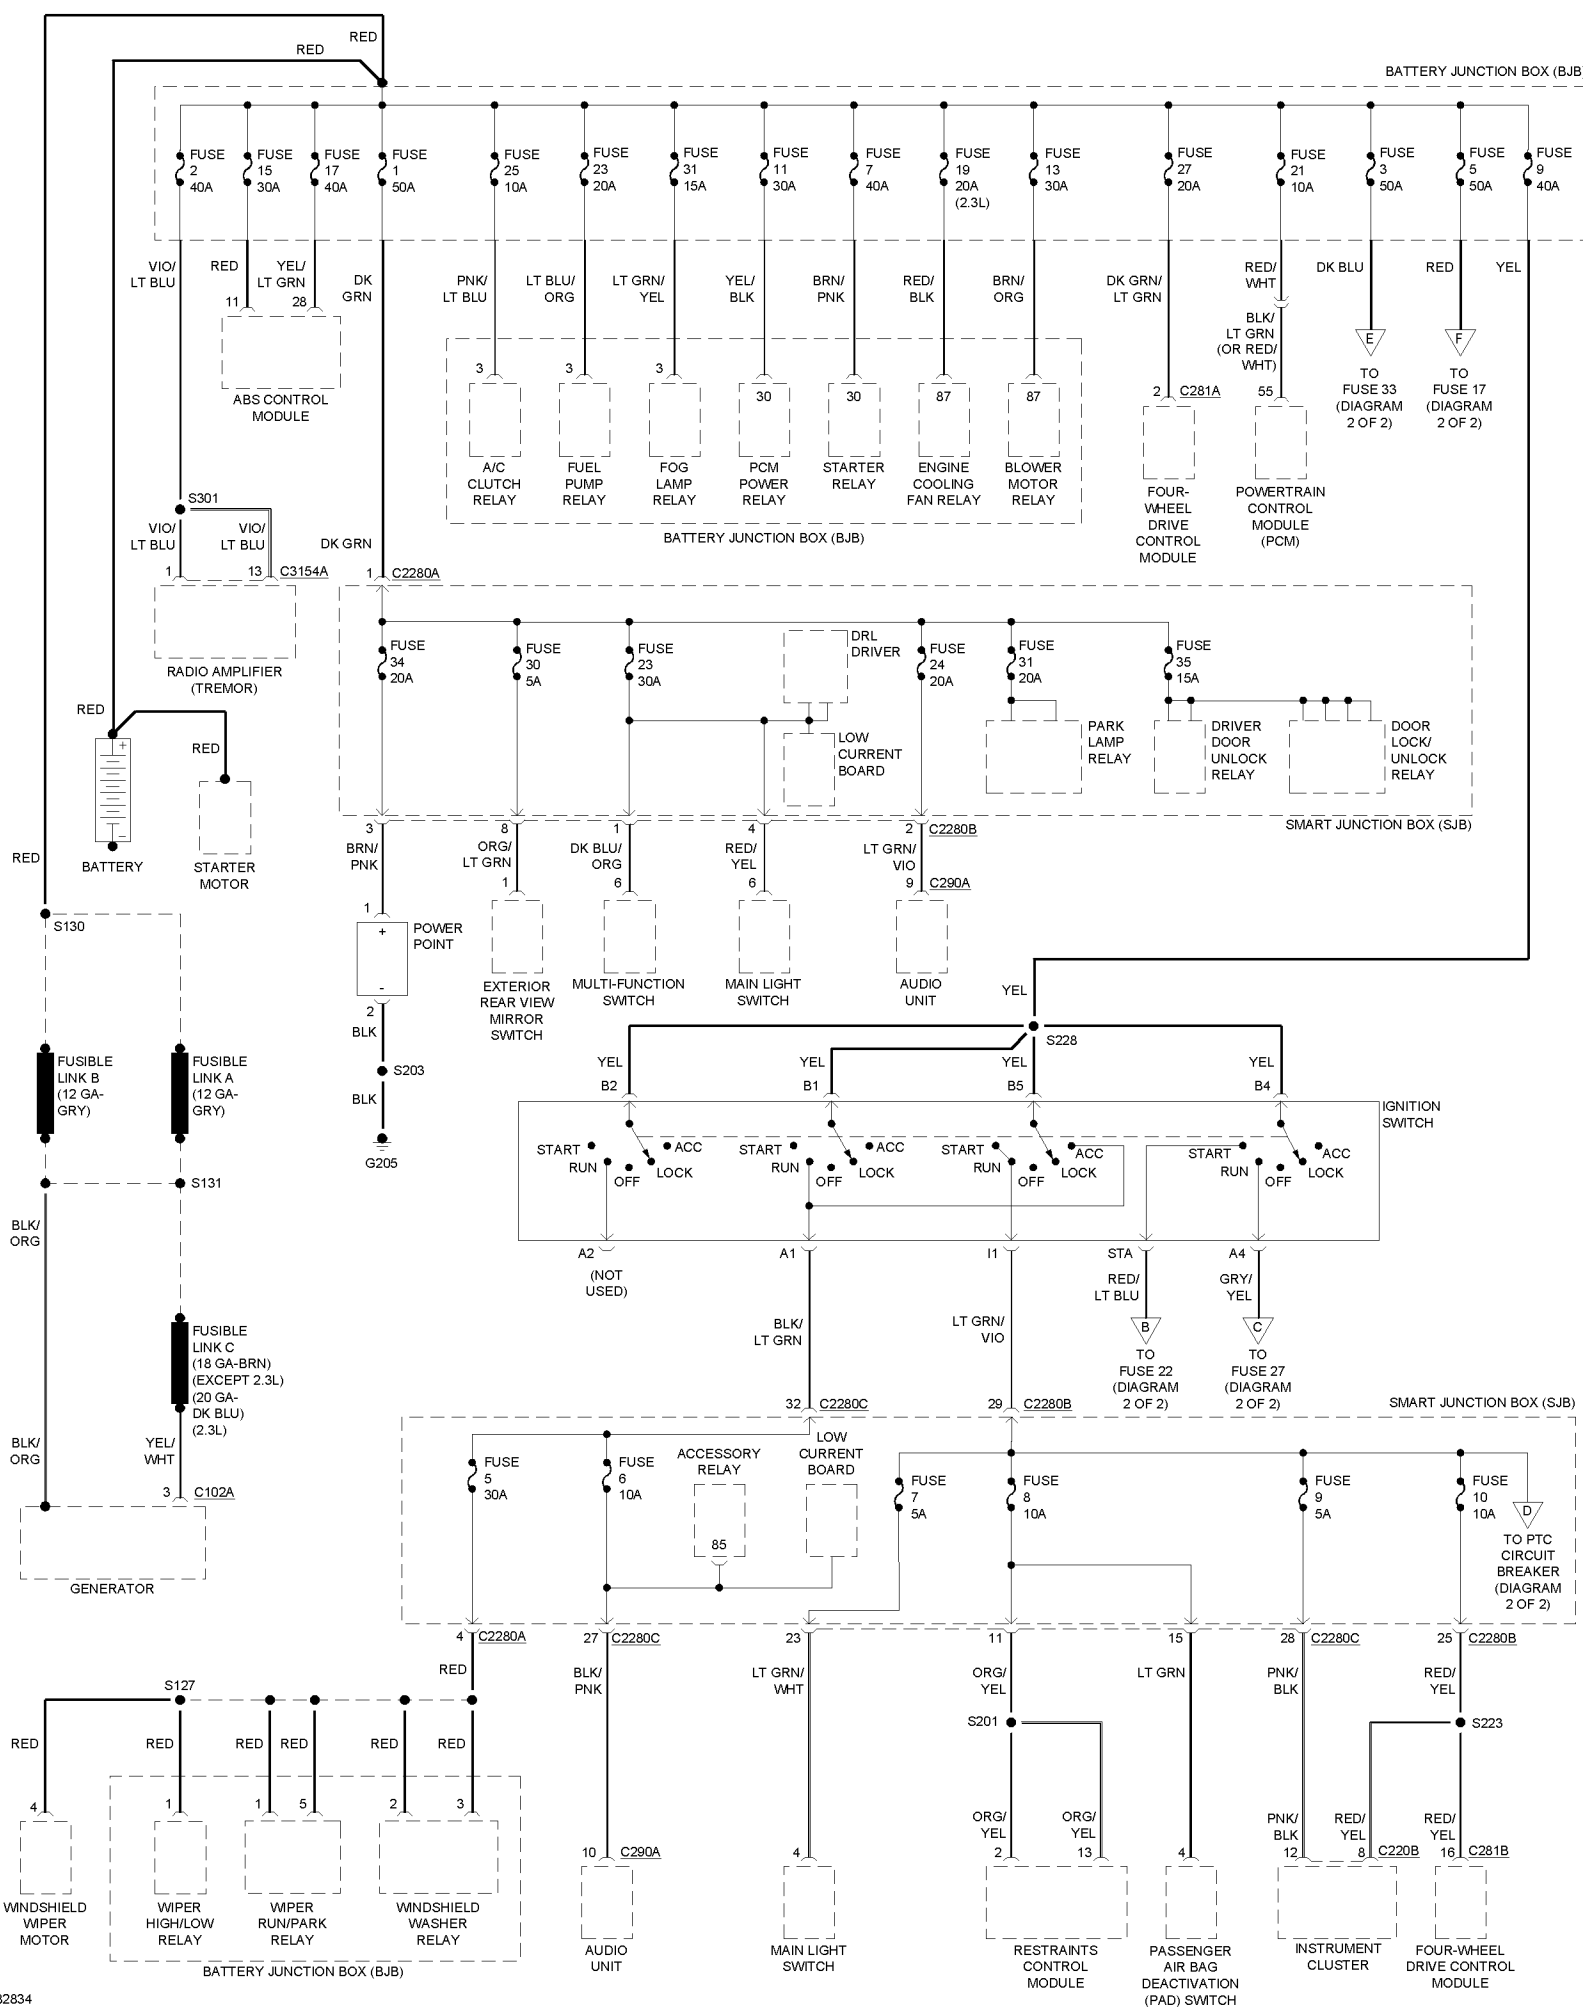 RED
RED
BATTERY JUNCTION BOX (BJB)
FUSE
2
40A
FUSE
15
30A
FUSE
17
40A
FUSE
1
50A
FUSE
25
10A
FUSE
23
20A
FUSE
31
15A
FUSE
11
30A
FUSE
7
40A
FUSE
19
20A
(2.3L)
FUSE
13
30A
FUSE
27
20A
FUSE
21
10A
FUSE
3
50A
FUSE
5
50A
FUSE
9
40A
VIO/
LT BLU
RED
YEL/
LT GRN
DK
GRN
PNK/
LT BLU
LT BLU/
ORG
LT GRN/
YEL
YEL/
BLK
BRN/
PNK
RED/
BLK
BRN/
ORG
DK GRN/
LT GRN
RED/
WHT
DK BLU
RED
YEL
11
28
ABS CONTROL
MODULE
BLK/
LT GRN
(OR RED/
WHT)
E
TO
FUSE 33
(DIAGRAM
2 OF 2)
F
TO
FUSE 17
(DIAGRAM
2 OF 2)
3
3
3
30
30
87
87
2 C281A
55
A/C
CLUTCH
RELAY
FUEL
PUMP
RELAY
FOG
LAMP
RELAY
PCM
POWER
RELAY
STARTER
RELAY
ENGINE
COOLING
FAN RELAY
BLOWER
MOTOR
RELAY
BATTERY JUNCTION BOX (BJB)
FOUR-
WHEEL
DRIVE
CONTROL
MODULE
POWERTRAIN
CONTROL
MODULE
(PCM)
S301
VIO/
LT BLU
VIO/
LT BLU
DK GRN
1
13 C3154A
1 C2280A
RADIO AMPLIFIER
(TREMOR)
FUSE
34
20A
FUSE
30
5A
FUSE
23
30A
DRL
DRIVER
FUSE
24
20A
FUSE
31
20A
FUSE
35
15A
LOW
CURRENT
BOARD
PARK
LAMP
RELAY
DRIVER
DOOR
UNLOCK
RELAY
DOOR
LOCK/
UNLOCK
RELAY
SMART JUNCTION BOX (SJB)
RED
RED
+
-
BATTERY
STARTER
MOTOR
RED
3
8
1
4
2 C2280B
BRN/
PNK
ORG/
LT GRN
DK BLU/
ORG
RED/
YEL
LT GRN/
VIO
1
1
6
6
9 C290A
+
-
POWER
POINT
EXTERIOR
REAR VIEW
MIRROR
SWITCH
MULTI-FUNCTION
SWITCH
MAIN LIGHT
SWITCH
AUDIO
UNIT
2
BLK
S203
BLK
G205
S130
FUSIBLE
LINK B
(12 GA-
GRY)
FUSIBLE
LINK A
(12 GA-
GRY)
S131
BLK/
ORG
YEL
S228
YEL
YEL
YEL
YEL
B2
B1
B5
B4
IGNITION
SWITCH
START
RUN
OFF
LOCK
ACC
START
RUN
OFF
LOCK
ACC
START
RUN
OFF
LOCK
ACC
START
RUN
OFF
LOCK
ACC
A2
A1
I1
STA
A4
(NOT
USED)
BLK/
LT GRN
LT GRN/
VIO
RED/
LT BLU
GRY/
YEL
B
TO
FUSE 22
(DIAGRAM
2 OF 2)
C
TO
FUSE 27
(DIAGRAM
2 OF 2)
FUSIBLE
LINK C
(18 GA-BRN)
(EXCEPT 2.3L)
(20 GA-
DK BLU)
(2.3L)
BLK/
ORG
YEL/
WHT
3 C102A
GENERATOR
32 C2280C
29 C2280B
SMART JUNCTION BOX (SJB)
FUSE
5
30A
FUSE
6
10A
ACCESSORY
RELAY
85
LOW
CURRENT
BOARD
FUSE
7
5A
FUSE
8
10A
FUSE
9
5A
FUSE
10
10A
D
TO PTC
CIRCUIT
BREAKER
(DIAGRAM
2 OF 2)
4 C2280A
27 C2280C
23
11
15
28 C2280C
25 C2280B
RED
BLK/
PNK
LT GRN/
WHT
ORG/
YEL
LT GRN
PNK/
BLK
RED/
YEL
S127
S201
S223
RED
RED
RED
RED
RED
RED
4
1
1
5
2
3
ORG/
YEL
ORG/
YEL
PNK/
BLK
RED/
YEL
RED/
YEL
10 C290A
4
2
13
4
12
8 C220B
16 C281B
WINDSHIELD
WIPER
MOTOR
WIPER
HIGH/LOW
RELAY
WIPER
RUN/PARK
RELAY
WINDSHIELD
WASHER
RELAY
BATTERY JUNCTION BOX (BJB)
AUDIO
UNIT
MAIN LIGHT
SWITCH
RESTRAINTS
CONTROL
MODULE
PASSENGER
AIR BAG
DEACTIVATION
(PAD) SWITCH
INSTRUMENT
CLUSTER
FOUR-WHEEL
DRIVE CONTROL
MODULE
32834